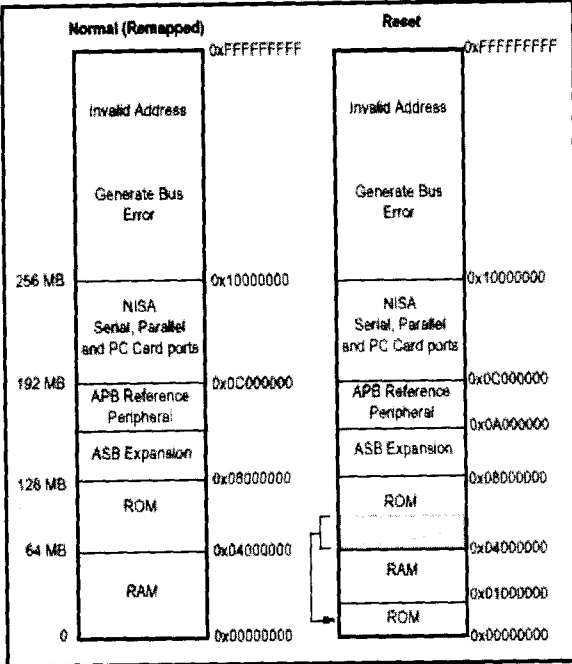 Normal (Remapped)
0xFFFFFFFFF
Invalid Address
Generate Bus
Error
256 MB
0x10000000
NISA
Serial, Parallel
and PC Card ports
192 MB
0x0C000000
APB Reference
Peripheral
ASB Expansion
128 MB
0x08000000
ROM
64 MB
0x04000000
RAM
0
0x00000000
Reset
0xFFFFFFFFF
Invalid Address
Generate Bus
Error
0x10000000
NISA
Serial, Parallel
and PC Card ports
0x0C000000
APB Reference
Peripheral
0x0A000000
ASB Expansion
0x08000000
ROM
0x04000000
RAM
0x01000000
ROM
0x00000000